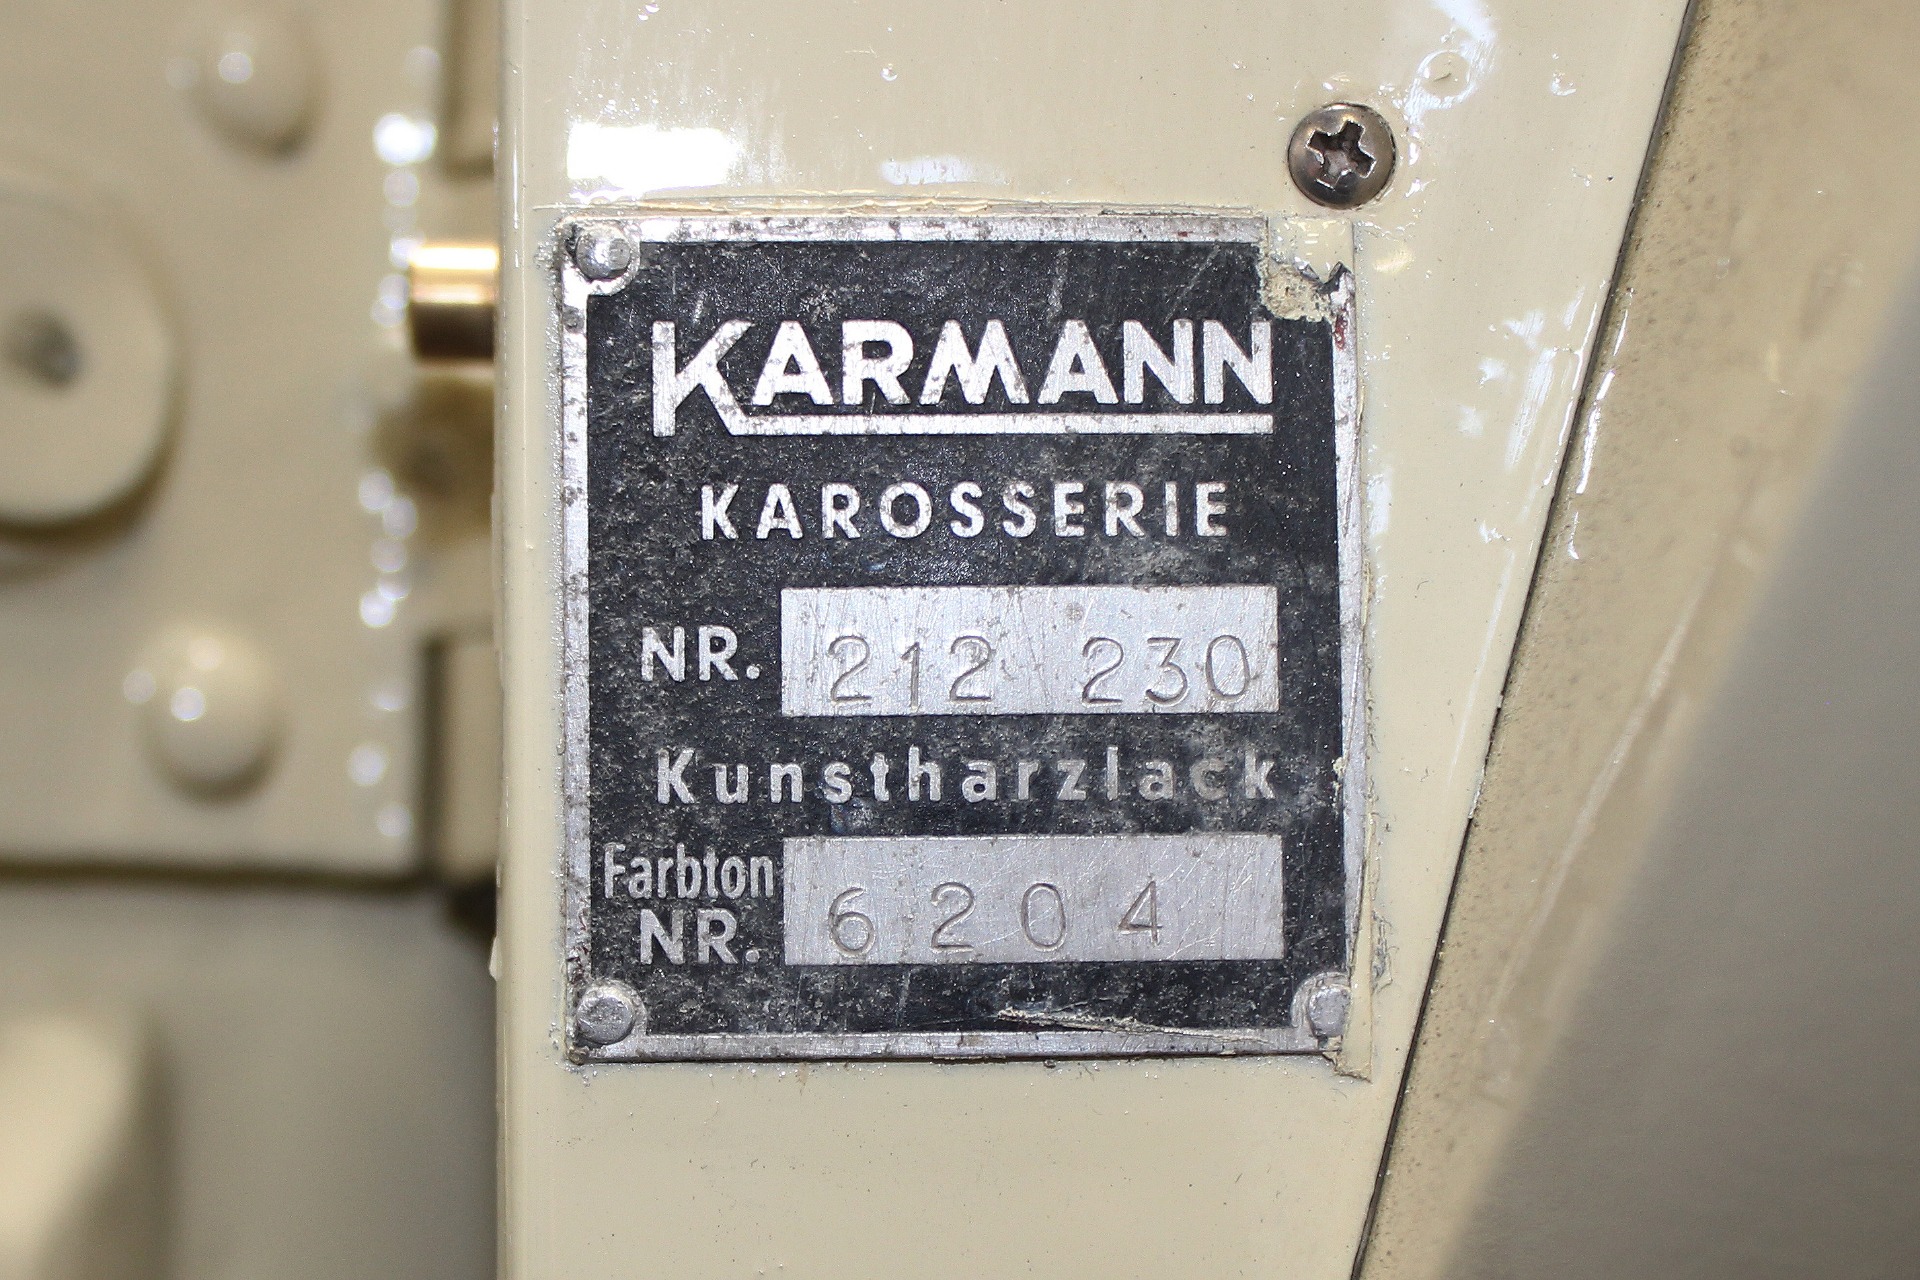 KARMANN
KAROSSERIE
NR. 212 230
Kunstharzlack
Farbton
NR. 6204